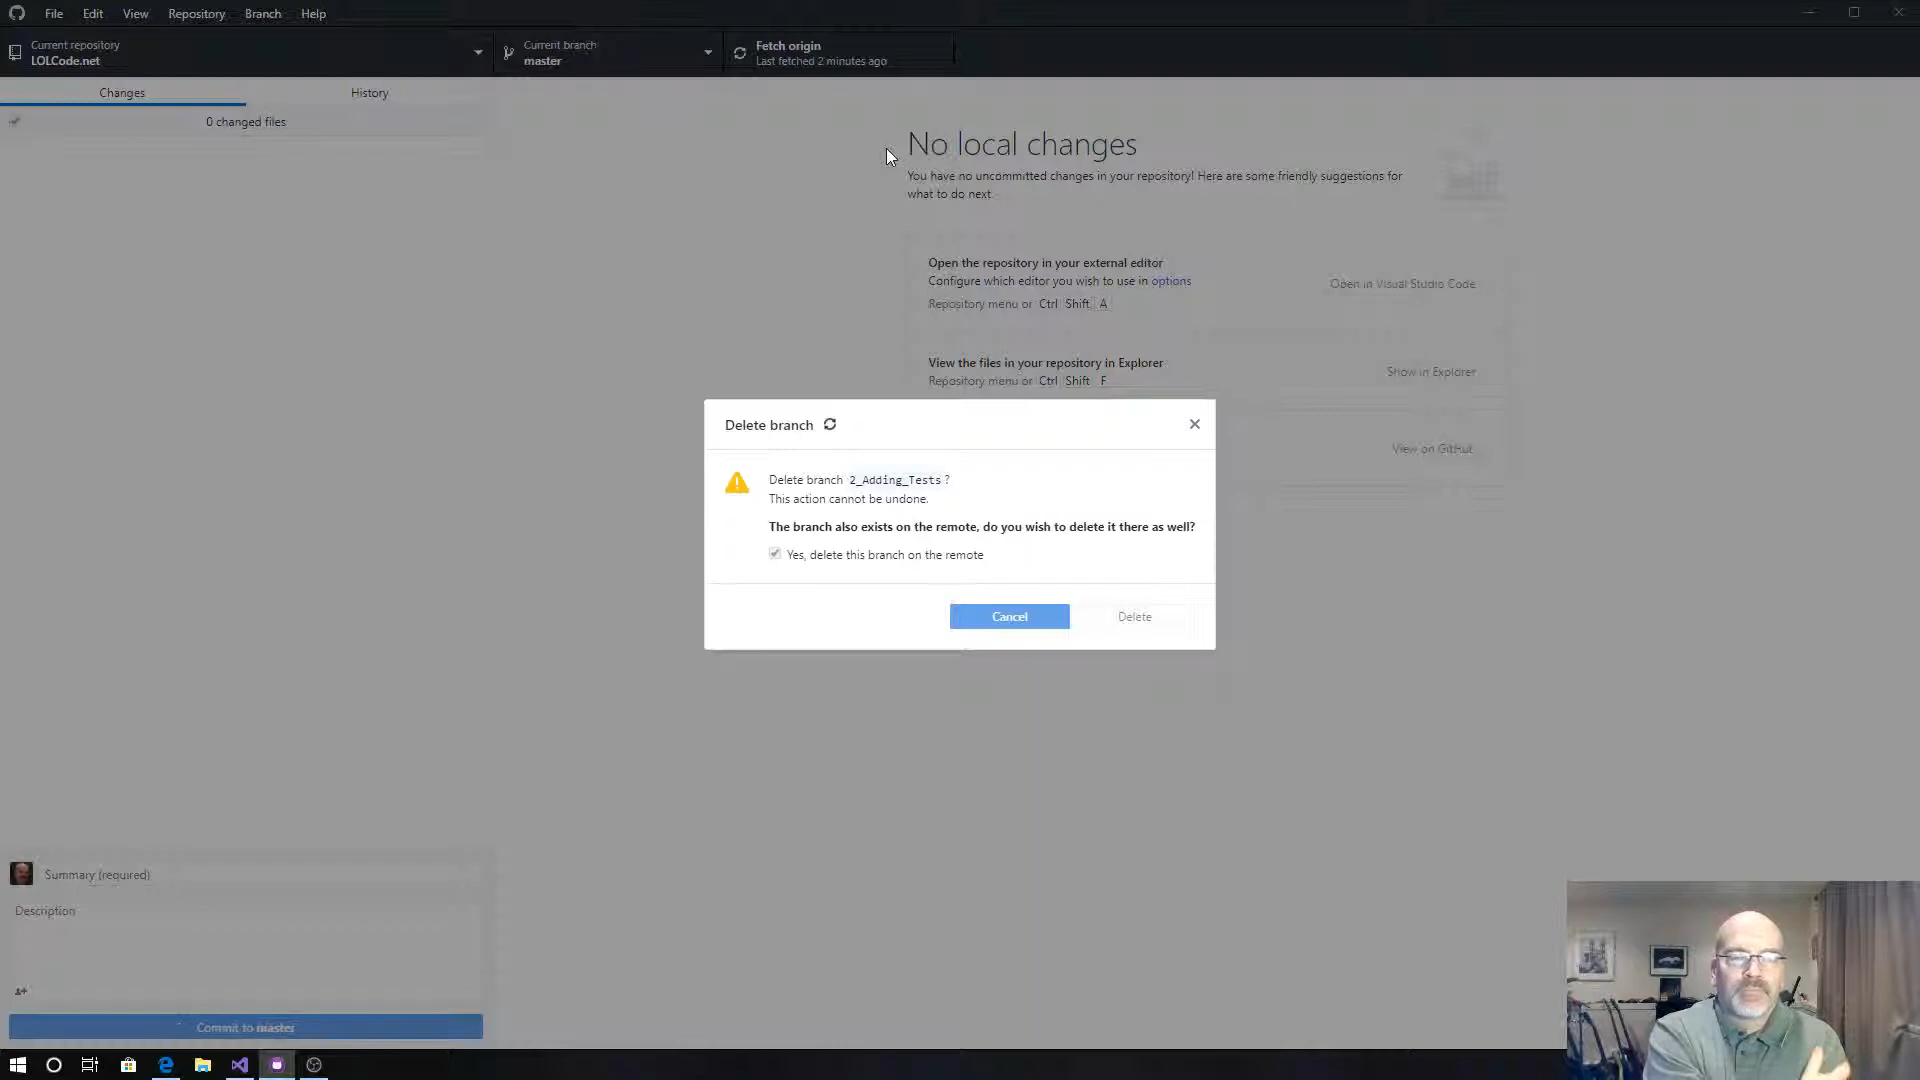 File Edit View Repository Branch Help
Current repository
LOLCode.net
Current branch
master
Fetch origin
Last fetched 2 minutes ago
Changes
History
0 changed files
No local changes
You have no uncommitted changes in your repository! Here are some friendly suggestions for
what to do next.
Open the repository in your external editor
Configure which editor you wish to use in options
Repository menu or Ctrl Shift A
Open in Visual Studio Code
View the files in your repository in Explorer
Repository menu or Ctrl Shift F
Show in Explorer
View on GitHub
Delete branch
Delete branch 2_Adding_Tests?
This action cannot be undone.
The branch also exists on the remote, do you wish to delete it there as well?
Yes, delete this branch on the remote
Cancel
Delete
Summary (required)
Description
Commit to master